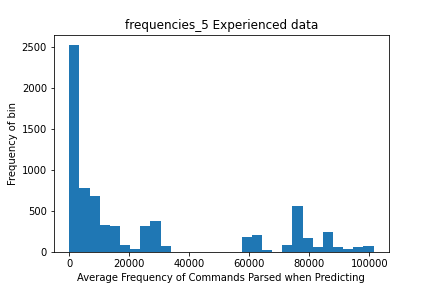 frequencies_5 Experienced data
Frequency of bin
2500
2000
1500
1000
500
0
0 20000 40000 60000 80000 100000
Average Frequency of Commands Parsed when Predicting